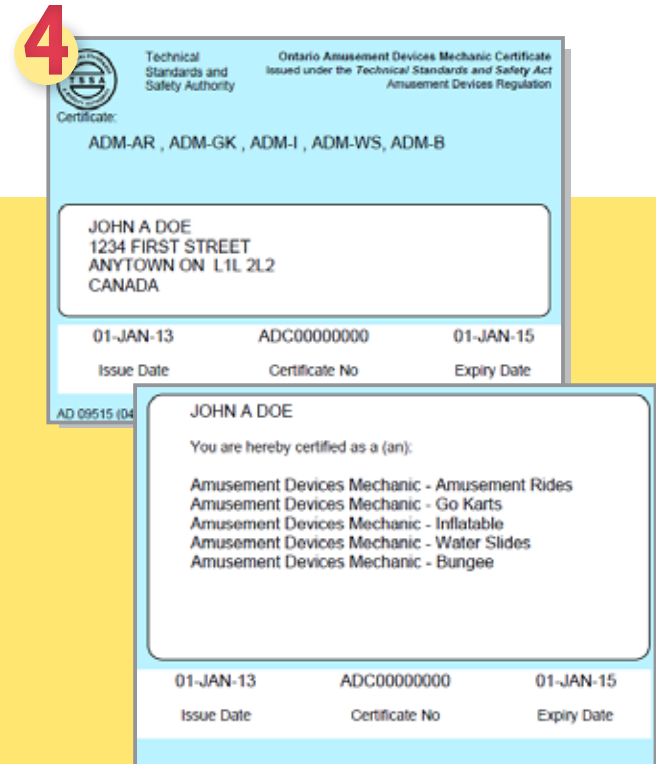 4
TSSA
Technical
Standards and
Safety Authority
Ontario Amusement Devices Mechanic Certificate
Issued under the Technical Standards and Safety Act
Amusement Devices Regulation
Certificate:
ADM-AR , ADM-GK , ADM-I , ADM-WS, ADM-B
JOHN A DOE
1234 FIRST STREET
ANYTOWN ON L1L 2L2
CANADA
01-JAN-13 ADC00000000 01-JAN-15
Issue Date Certificate No Expiry Date
AD 09515 (04
JOHN A DOE
You are hereby certified as a (an):
Amusement Devices Mechanic - Amusement Rides
Amusement Devices Mechanic - Go Karts
Amusement Devices Mechanic - Inflatable
Amusement Devices Mechanic - Water Slides
Amusement Devices Mechanic - Bungee
01-JAN-13 ADC00000000 01-JAN-15
Issue Date Certificate No Expiry Date